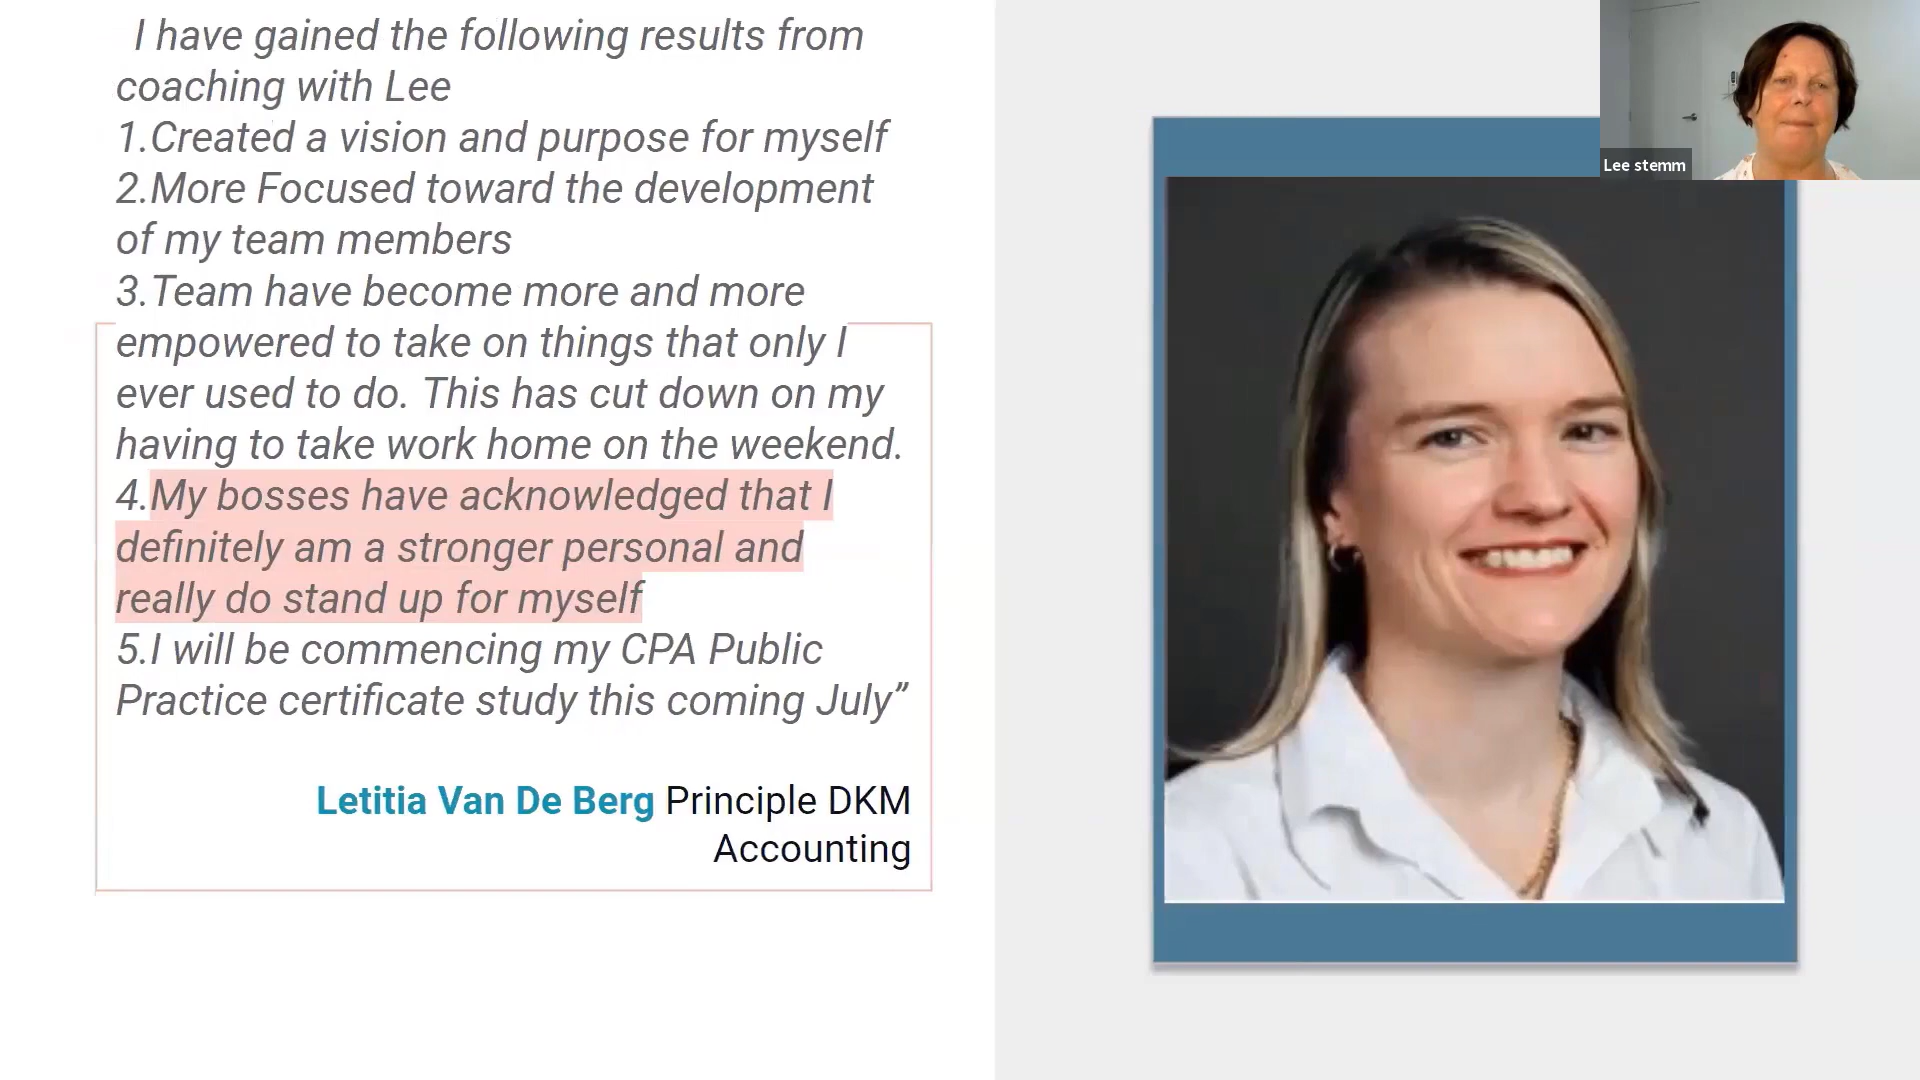 I have gained the following results from
coaching with Lee
1.Created a vision and purpose for myself
2.More Focused toward the development
of my team members
3.Team have become more and more
empowered to take on things that only I
ever used to do. This has cut down on my
having to take work home on the weekend.
4.My bosses have acknowledged that I
definitely am a stronger personal and
really do stand up for myself
5.I will be commencing my CPA Public
Practice certificate study this coming July”
Letitia Van De Berg Principle DKM
Accounting
Lee stemm